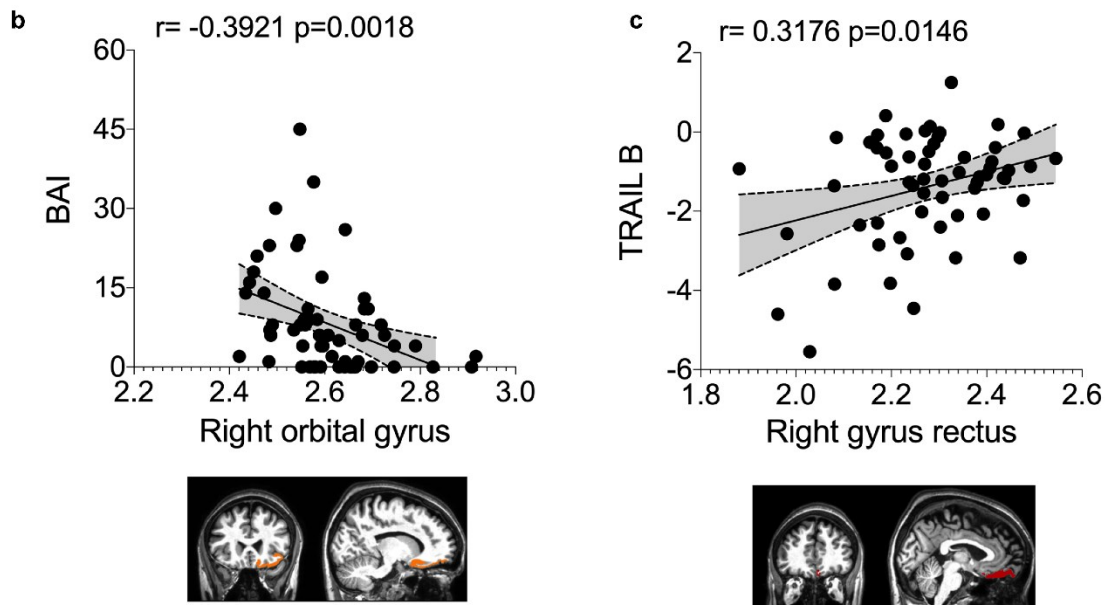 b
r= -0.3921 p=0.0018
60
45
30
15
0
BAI
2.2 2.4 2.6 2.8 3.0
Right orbital gyrus
c
r= 0.3176 p=0.0146
2
0
-2
-4
-6
TRAIL B
1.8 2.0 2.2 2.4 2.6
Right gyrus rectus